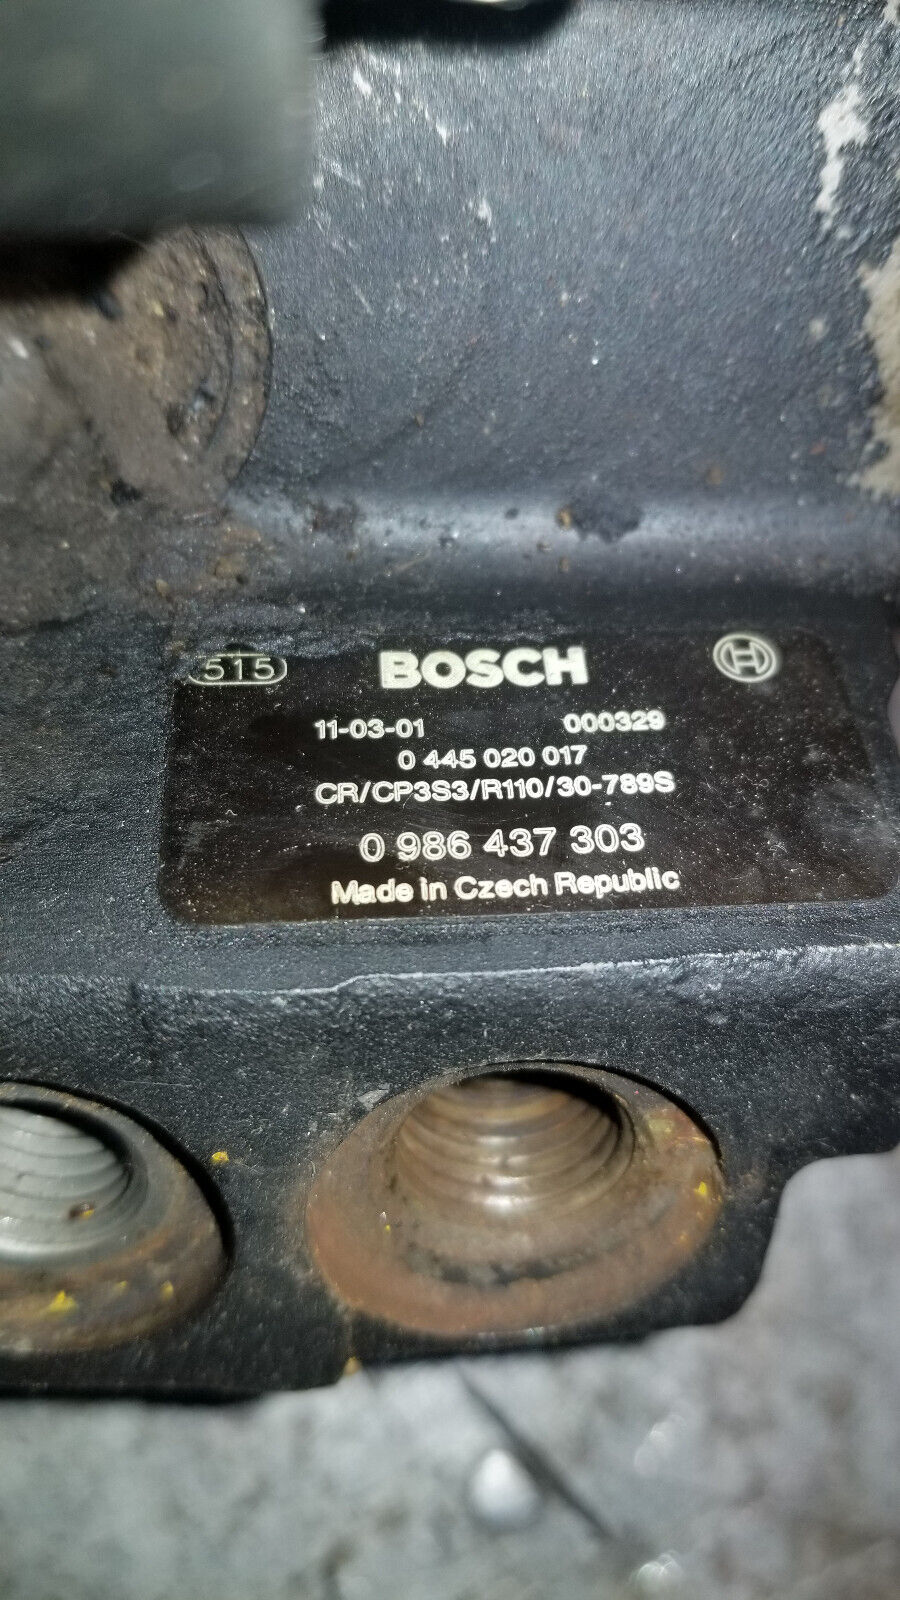 515 BOSCH
11-03-01 000329
0 445 020 017
CR/CP3S3/R110/30-789S
0 986 437 303
Made in Czech Republic